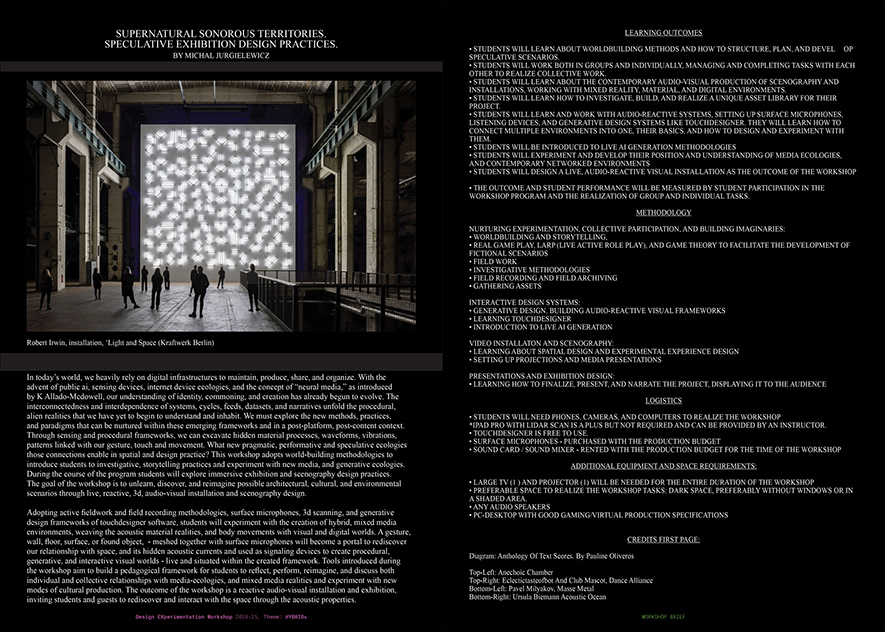 SUPERNATURAL SONOROUS TERRITORIES.
SPECULATIVE EXHIBITION DESIGN PRACTICES.
BY MICHAL JURGIELEWICZ
Robert Irwin, installation, ‘Light and Space (Kraftwerk Berlin)
In today’s world, we heavily rely on digital infrastructures to maintain, produce, share, and organize. With the
advent of public ai, sensing devices, internet device ecologies, and the concept of “neural media,” as introduced
by K Allado-Mcdowell, our understanding of identity, commoning, and creation has already begun to evolve. The
interconnectedness and interdependence of systems, cycles, feeds, datasets, and narratives unfold the procedural,
alien realities that we have yet to begin to understand and inhabit. We must explore the new methods, practices,
and paradigms that can be nurtured within these emerging frameworks and in a post-platform, post-content context.
Through sensing and procedural frameworks, we can excavate hidden material processes, waveforms, vibrations,
patterns linked with our gesture, touch and movement. What new pragmatic, performative and speculative ecologies
those connections enable in spatial and design practice? This workshop adopts world-building methodologies to
introduce students to investigative, storytelling practices and experiment with new media, and generative ecologies.
During the course of the program students will explore immersive exhibition and scenography design practices.
The goal of the workshop is to unlearn, discover, and reimagine possible architectural, cultural, and environmental
scenarios through live, reactive, 3d, audio-visual installation and scenography design.
Adopting active fieldwork and field recording methodologies, surface microphones, 3d scanning, and generative
design frameworks of touchdesigner software, students will experiment with the creation of hybrid, mixed media
environments, weaving the acoustic material realities, and body movements with visual and digital worlds. A gesture,
wall, floor, surface, or found object, - meshed together with surface microphones will become a portal to rediscover
our relationship with space, and its hidden acoustic currents and used as signaling devices to create procedural,
generative, and interactive visual worlds - live and situated within the created framework. Tools introduced during
the workshop aim to build a pedagogical framework for students to reflect, perform, reimagine, and discuss both
individual and collective relationships with media-ecologies, and mixed media realities and experiment with new
modes of cultural production. The outcome of the workshop is a reactive audio-visual installation and exhibition,
inviting students and guests to rediscover and interact with the space through the acoustic properties.
Design EXperimentation Workshop 2024-25. Theme: HYBRIDs
LEARNING OUTCOMES
• STUDENTS WILL LEARN ABOUT WORLDBUILDING METHODS AND HOW TO STRUCTURE, PLAN, AND DEVEL OP
SPECULATIVE SCENARIOS.
• STUDENTS WILL WORK BOTH IN GROUPS AND INDIVIDUALLY, MANAGING AND COMPLETING TASKS WITH EACH
OTHER TO REALIZE COLLECTIVE WORK.
• STUDENTS WILL LEARN ABOUT THE CONTEMPORARY AUDIO-VISUAL PRODUCTION OF SCENOGRAPHY AND
INSTALLATIONS, WORKING WITH MIXED REALITY, MATERIAL, AND DIGITAL ENVIRONMENTS.
• STUDENTS WILL LEARN HOW TO INVESTIGATE, BUILD, AND REALIZE A UNIQUE ASSET LIBRARY FOR THEIR
PROJECT.
• STUDENTS WILL LEARN AND WORK WITH AUDIO-REACTIVE SYSTEMS, SETTING UP SURFACE MICROPHONES,
LISTENING DEVICES, AND GENERATIVE DESIGN SYSTEMS LIKE TOUCHDESIGNER. THEY WILL LEARN HOW TO
CONNECT MULTIPLE ENVIRONMENTS INTO ONE, THEIR BASICS, AND HOW TO DESIGN AND EXPERIMENT WITH
THEM.
• STUDENTS WILL BE INTRODUCED TO LIVE AI GENERATION METHODOLOGIES
• STUDENTS WILL EXPERIMENT AND DEVELOP THEIR POSITION AND UNDERSTANDING OF MEDIA ECOLOGIES,
AND CONTEMPORARY NETWORKED ENVIRONMENTS
• STUDENTS WILL DESIGN A LIVE, AUDIO-REACTIVE VISUAL INSTALLATION AS THE OUTCOME OF THE WORKSHOP
• THE OUTCOME AND STUDENT PERFORMANCE WILL BE MEASURED BY STUDENT PARTICIPATION IN THE
WORKSHOP PROGRAM AND THE REALIZATION OF GROUP AND INDIVIDUAL TASKS.
METHODOLOGY
NURTURING EXPERIMENTATION, COLLECTIVE PARTICIPATION, AND BUILDING IMAGINARIES:
• WORLDBUILDING AND STORYTELLING,
• REAL GAME PLAY, LARP (LIVE ACTIVE ROLE PLAY), AND GAME THEORY TO FACILITATE THE DEVELOPMENT OF
FICTIONAL SCENARIOS
• FIELD WORK
• INVESTIGATIVE METHODOLOGIES
• FIELD RECORDING AND FIELD ARCHIVING
• GATHERING ASSETS
INTERACTIVE DESIGN SYSTEMS:
• GENERATIVE DESIGN. BUILDING AUDIO-REACTIVE VISUAL FRAMEWORKS
• LEARNING TOUCHDESIGNER
• INTRODUCTION TO LIVE AI GENERATION
VIDEO INSTALLATON AND SCENOGRAPHY:
• LEARNING ABOUT SPATIAL DESIGN AND EXPERIMENTAL EXPERIENCE DESIGN
• SETTING UP PROJECTIONS AND MEDIA PRESENTATIONS
PRESENTATIONS AND EXHIBITION DESIGN:
• LEARNING HOW TO FINALIZE, PRESENT, AND NARRATE THE PROJECT, DISPLAYING IT TO THE AUDIENCE
LOGISTICS
• STUDENTS WILL NEED PHONES, CAMERAS, AND COMPUTERS TO REALIZE THE WORKSHOP
*IPAD PRO WITH LIDAR SCAN IS A PLUS BUT NOT REQUIRED AND CAN BE PROVIDED BY AN INSTRUCTOR.
• TOUCHDESIGNER IS FREE TO USE.
• SURFACE MICROPHONES - PURCHASED WITH THE PRODUCTION BUDGET
• SOUND CARD / SOUND MIXER - RENTED WITH THE PRODUCTION BUDGET FOR THE TIME OF THE WORKSHOP
ADDITIONAL EQUIPMENT AND SPACE REQUIREMENTS:
• LARGE TV (1 ) AND PROJECTOR (1) WILL BE NEEDED FOR THE ENTIRE DURATION OF THE WORKSHOP
• PREFERABLE SPACE TO REALIZE THE WORKSHOP TASKS: DARK SPACE, PREFERABLY WITHOUT WINDOWS OR IN
A SHADED AREA.
• ANY AUDIO SPEAKERS
• PC-DESKTOP WITH GOOD GAMING/VIRTUAL PRODUCTION SPECIFICATIONS
CREDITS FIRST PAGE:
Diagram: Anthology Of Text Scores. By Pauline Oliveros
Top-Left: Anechoic Chamber
Top-Right: Eclectictasteofbot And Club Mascot, Dance Alliance
Bottom-Left: Pavel Milyakov, Masse Metal
Bottom-Right: Ursula Biemann Acoustic Ocean
WORKSHOP BRIEF